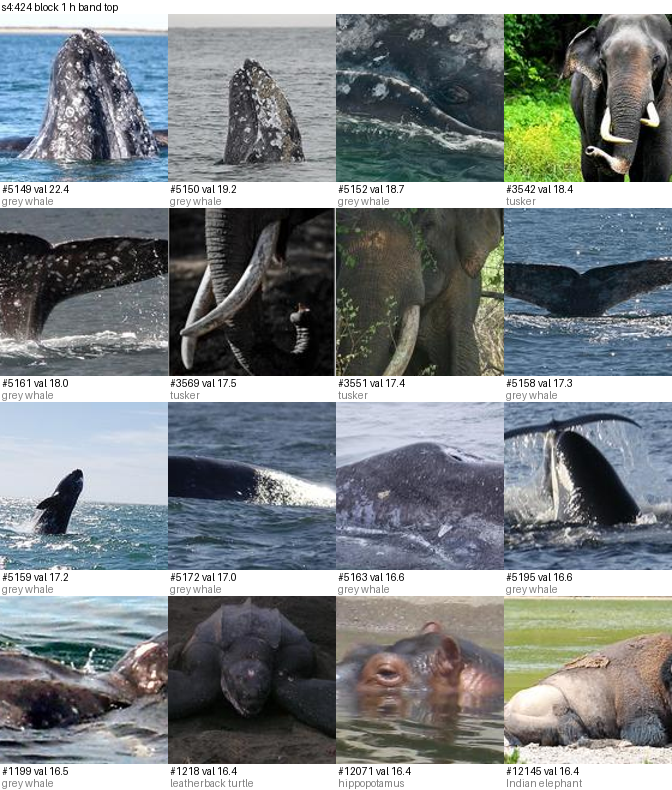 s4:424 block 1 h band top
#5149 val 22.4
grey whale
#5150 val 19.2
grey whale
#5152 val 18.7
grey whale
#3542 val 18.4
tusker
#5161 val 18.0
grey whale
#3569 val 17.5
tusker
#3551 val 17.4
tusker
#5158 val 17.3
grey whale
#5159 val 17.2
grey whale
#5172 val 17.0
grey whale
#5163 val 16.6
grey whale
#5195 val 16.6
grey whale
#1199 val 16.5
grey whale
#1218 val 16.4
leatherback turtle
#12071 val 16.4
hippopotamus
#12145 val 16.4
Indian elephant